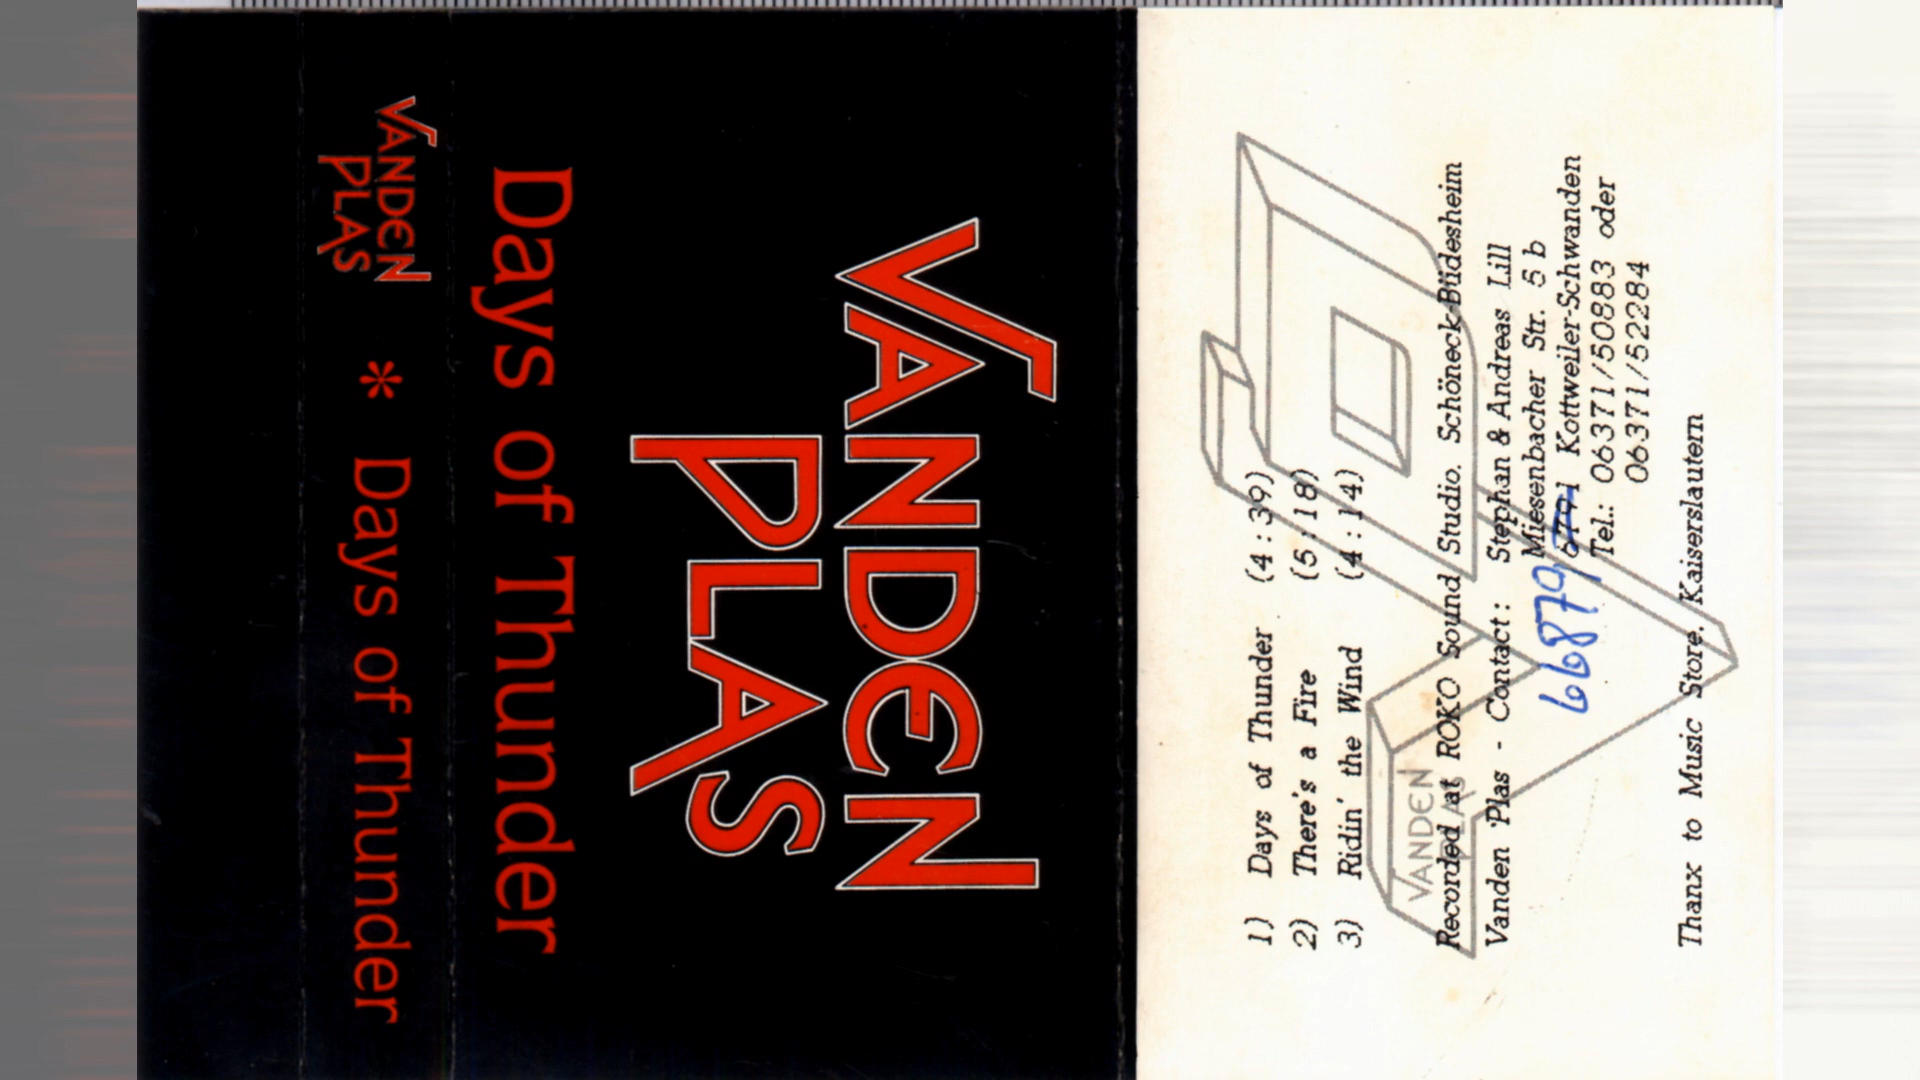 VANDEN
PLAS
* Days of Thunder
Days of Thunder
VANDEN
PLAS
1) Days of Thunder (4:39)
2) There's a Fire (5:18)
3) Ridin' the Wind (4:14)
VANDEN
PLAS
Recorded at ROKO Sound Studio. Schöneck-Büdesheim
Vanden Plas - Contact: Stephan & Andreas Lill
Miesenbacher Str. 5 b
6791 Kottweiler-Schwanden
66879
Tel.: 06371/50883 oder
06371/52284
Thanx to Music Store, Kaiserslautern